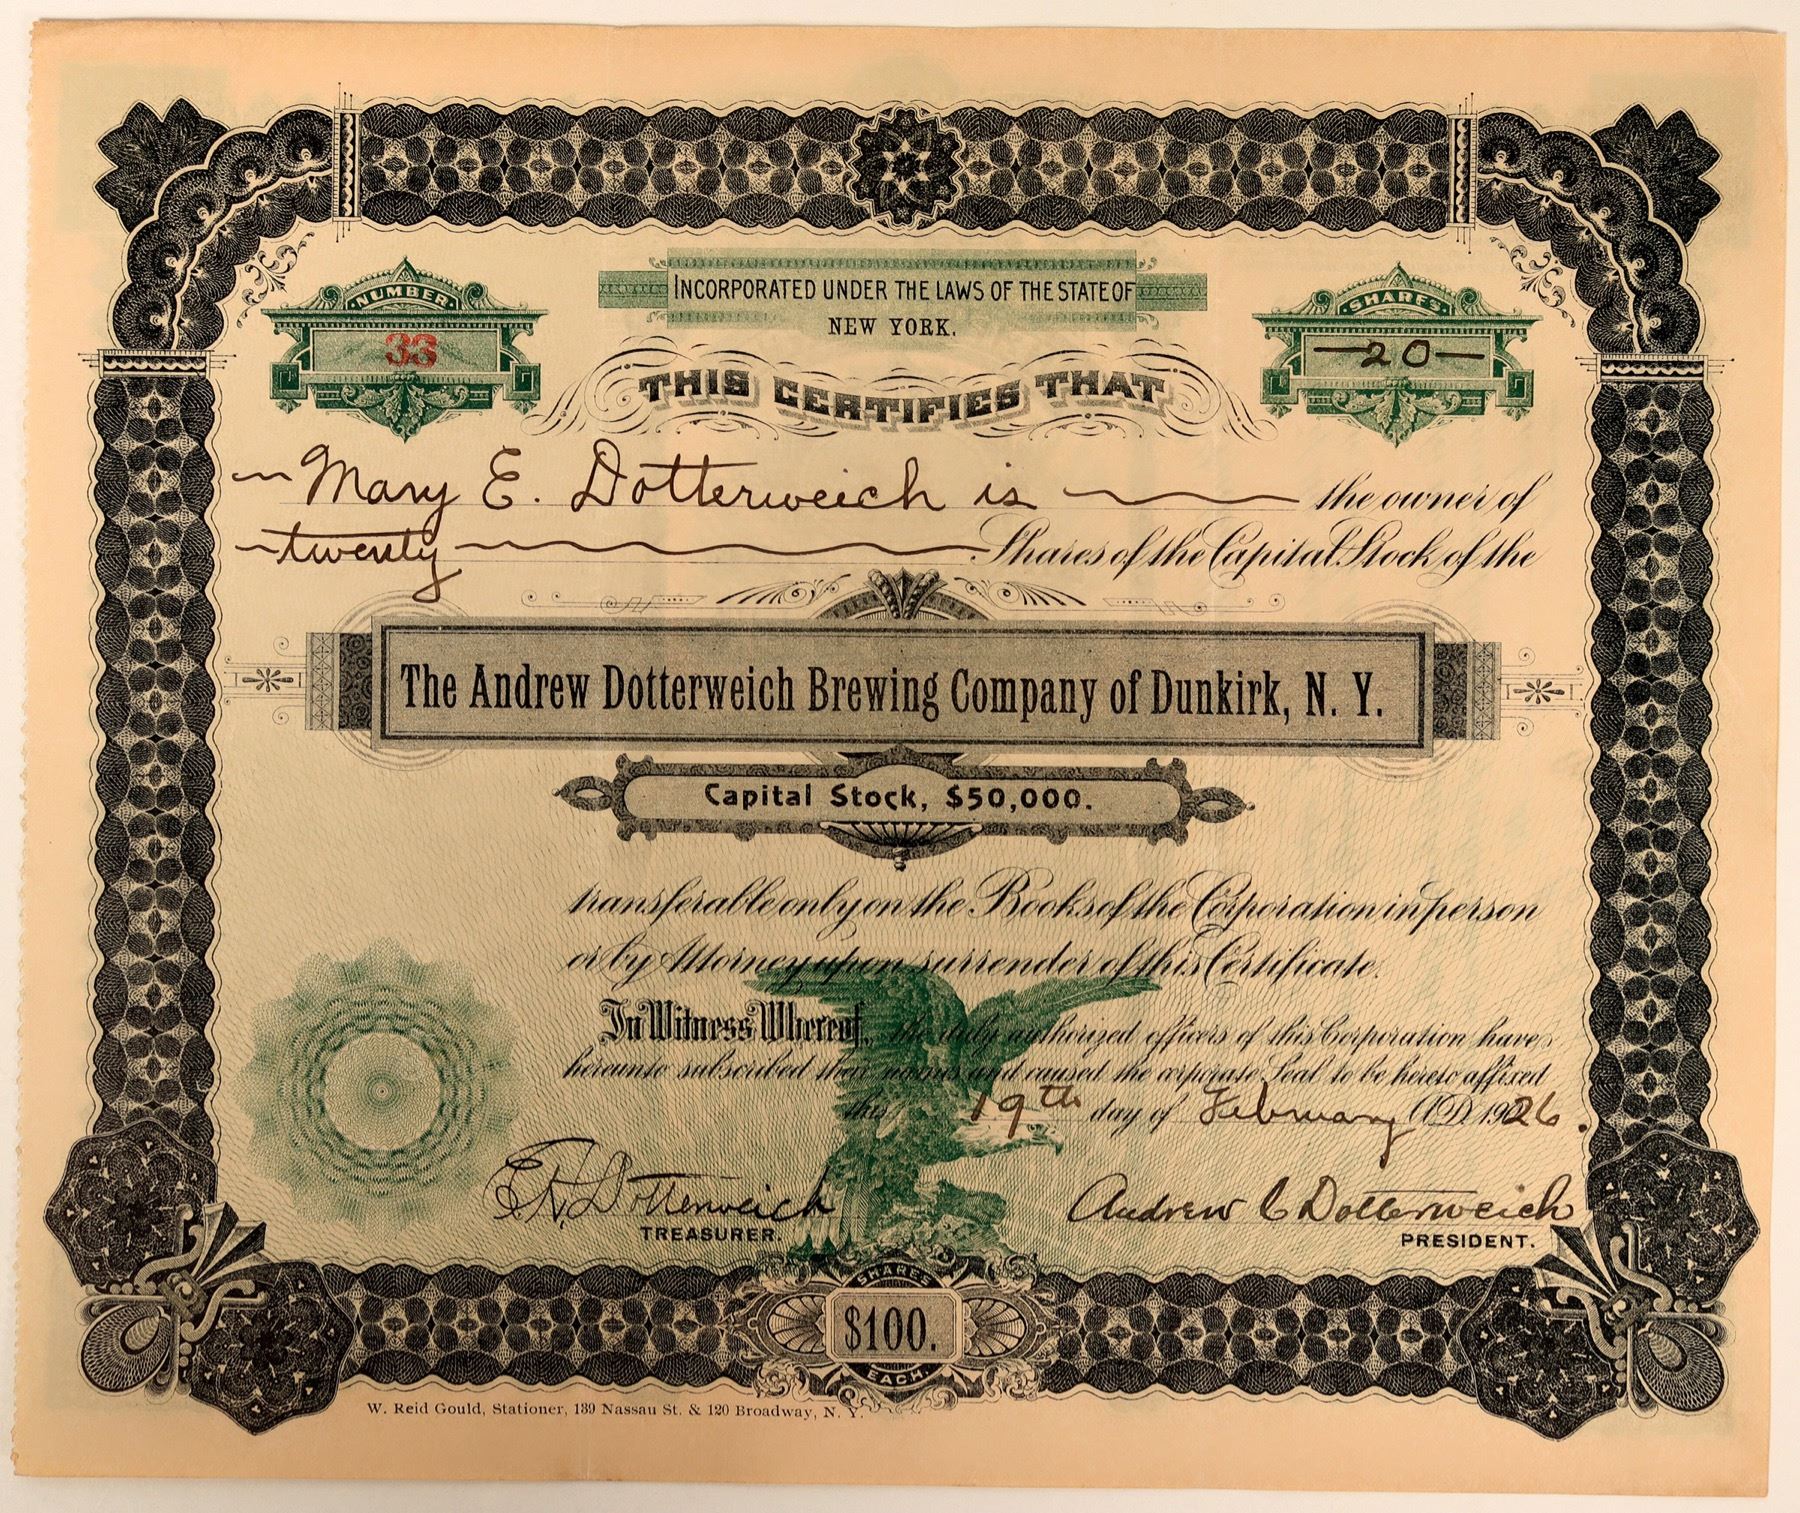 INCORPORATED UNDER THE LAWS OF THE STATE OF
NEW YORK.
NUMBER
33
SHARES
—20—
THIS CERTIFIES THAT
Mary E. Dotterweich is the owner of
twenty Shares of the Capital Stock of the
The Andrew Dotterweich Brewing Company of Dunkirk, N. Y.
Capital Stock, $50,000.
transferable only on the Books of the Corporation in person
or by Attorney upon surrender of this Certificate.
In Witness Whereof, the duly authorized officers of this Corporation have
hereunto subscribed their names and caused the corporate Seal to be hereto affixed
this 19th day of February A.D. 1926.
E. H. Dotterweich
TREASURER.
Andrew C Dotterweich
PRESIDENT.
SHARES
$100.
EACH.
W. Reid Gould, Stationer, 139 Nassau St. & 120 Broadway, N. Y.